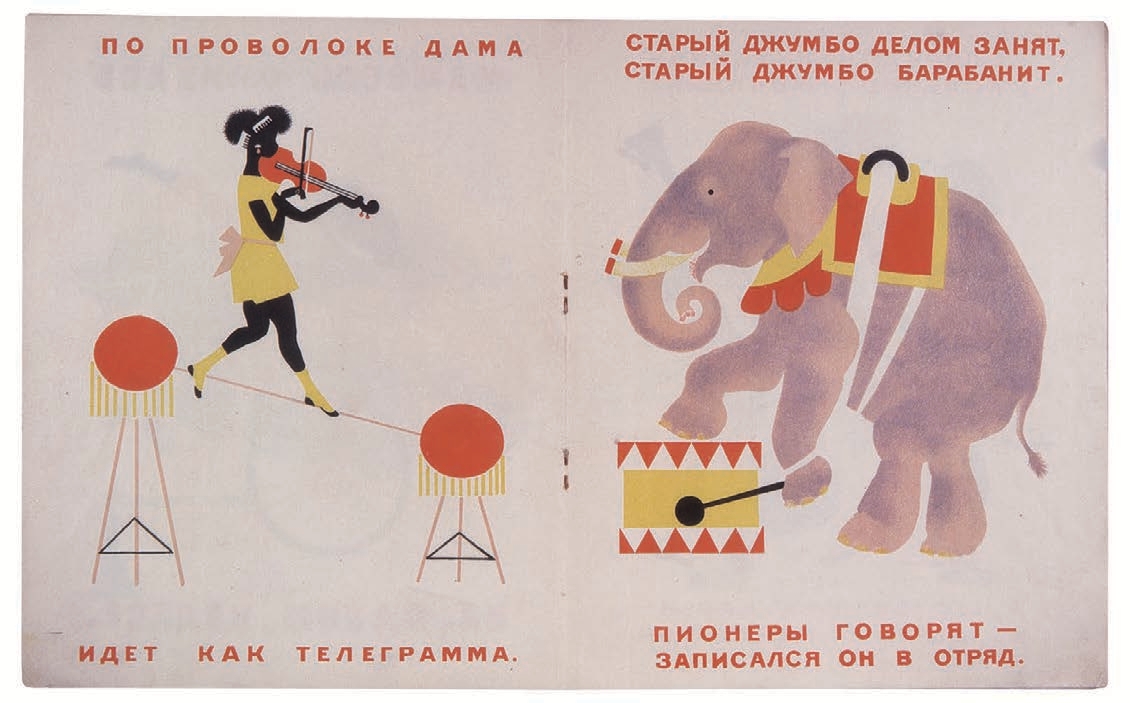 ПО ПРОВОЛОКЕ ДАМА
ИДЕТ КАК ТЕЛЕГРАММА.
СТАРЫЙ ДЖУМБО ДЕЛОМ ЗАНЯТ,
СТАРЫЙ ДЖУМБО БАРАБАНИТ.
ПИОНЕРЫ ГОВОРЯТ —
ЗАПИСАЛСЯ ОН В ОТРЯД.